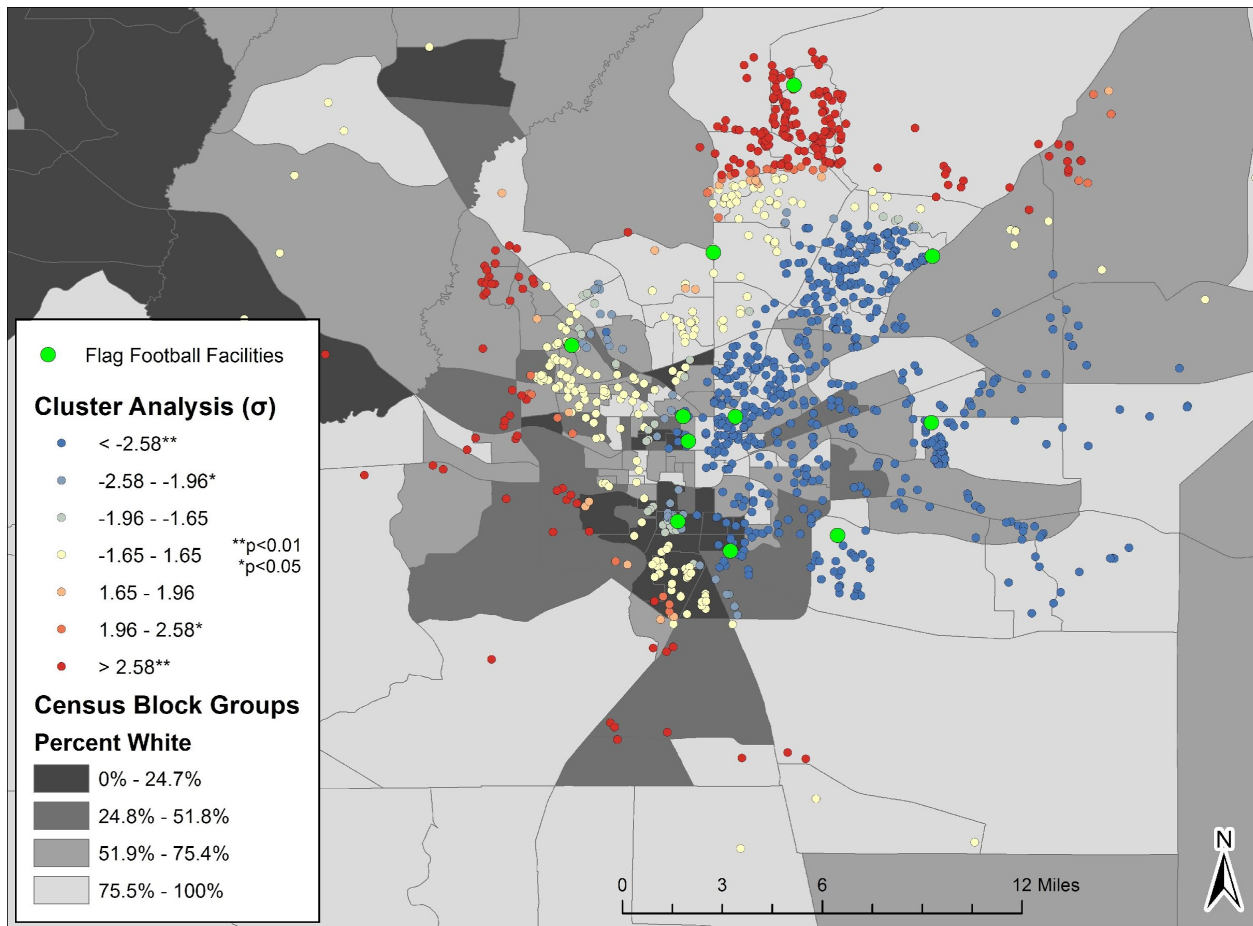 Flag Football Facilities
Cluster Analysis (σ)
< -2.58**
-2.58 - -1.96*
-1.96 - -1.65
-1.65 - 1.65
**p<0.01
*p<0.05
1.65 - 1.96
1.96 - 2.58*
> 2.58**
Census Block Groups
Percent White
0% - 24.7%
24.8% - 51.8%
51.9% - 75.4%
75.5% - 100%
0 3 6 12 Miles
N